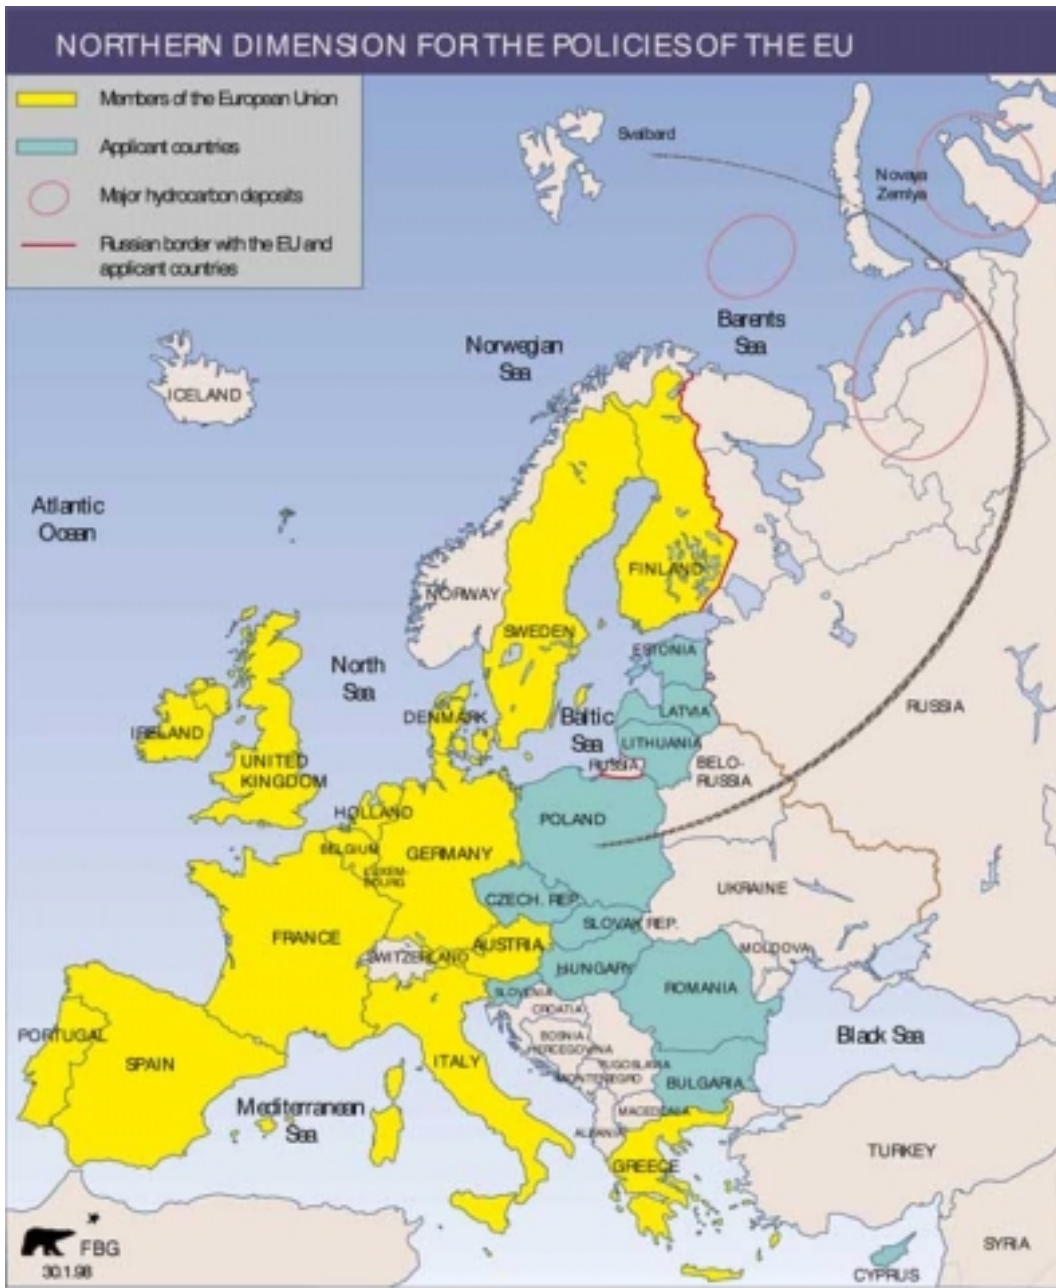 NORTHERN DIMENSION FOR THE POLICIES OF THE EU
Members of the European Union
Applicant countries
Major hydrocarbon deposits
Russian border with the EU and
applicant countries
Svalbard
Novaya
Zemlya
Barents
Sea
Norwegian
Sea
ICELAND
Atlantic
Ocean
FINLAND
NORWAY
SWEDEN
ESTONIA
North
Sea
RUSSIA
LATVIA
DENMARK
Baltic
Sea
IRELAND
LITHUANIA
UNITED
KINGDOM
RUSSIA
BELO-
RUSSIA
HOLLAND
POLAND
BELGIUM
GERMANY
LUXEM-
BOURG
UKRAINE
CZECH. REP.
SLOVAK REP.
FRANCE
AUSTRIA
MOLDOVA
SWITZERLAND
HUNGARY
ROMANIA
SLOVENIA
CROATIA
PORTUGAL
SPAIN
ITALY
BOSNIA
HERCEGOVINA
Black Sea
YUGOSLAVIA
MONTENEGRO
BULGARIA
Mediterranean
Sea
MACEDONIA
ALBANIA
TURKEY
GREECE
FBG
30.1.98
SYRIA
CYPRUS